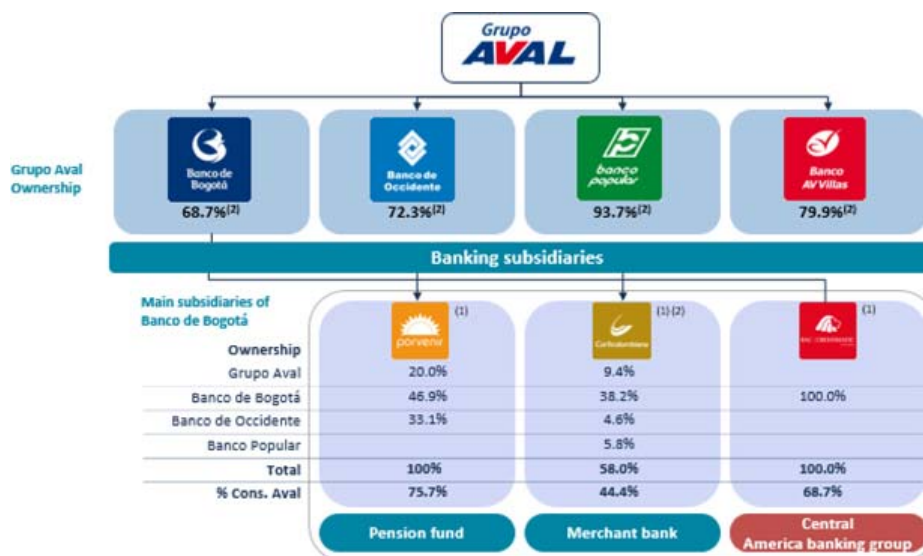 Grupo
AVAL
Grupo Aval
Ownership
Banco de
Bogotá
68.7%(2)
Banco de
Occidente
72.3%(2)
banco
popular
93.7%(2)
Banco
AV Villas
79.9%(2)
Banking subsidiaries
Main subsidiaries of
Banco de Bogotá
porvenir
(1)
Corficolombiana
(1)(2)
(1)
Ownership
Grupo Aval 20.0% 9.4%
Banco de Bogotá 46.9% 38.2% 100.0%
Banco de Occidente 33.1% 4.6%
Banco Popular 5.8%
Total 100% 58.0% 100.0%
% Cons. Aval 75.7% 44.4% 68.7%
Pension fund
Merchant bank
Central
America banking group